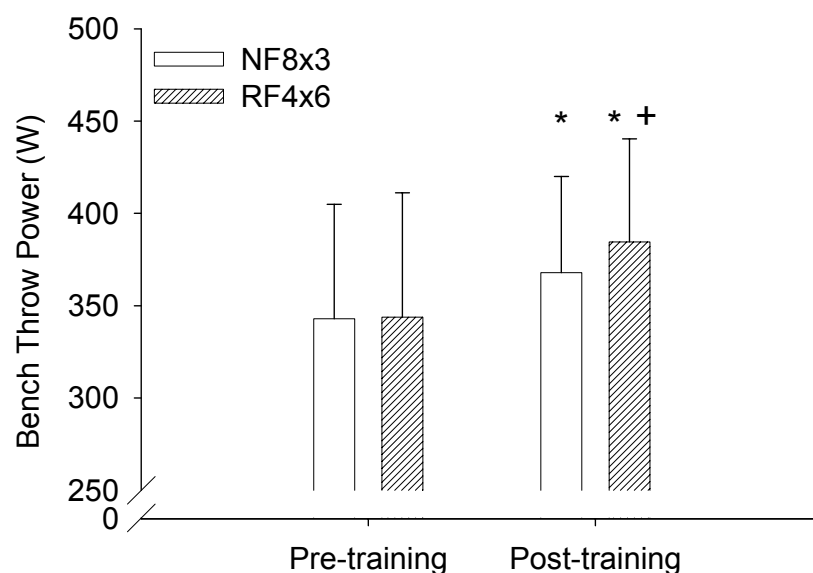 500
NF8x3
RF4x6
450
* * +
400
350
300
250
0
Bench Throw Power (W)
Pre-training Post-training